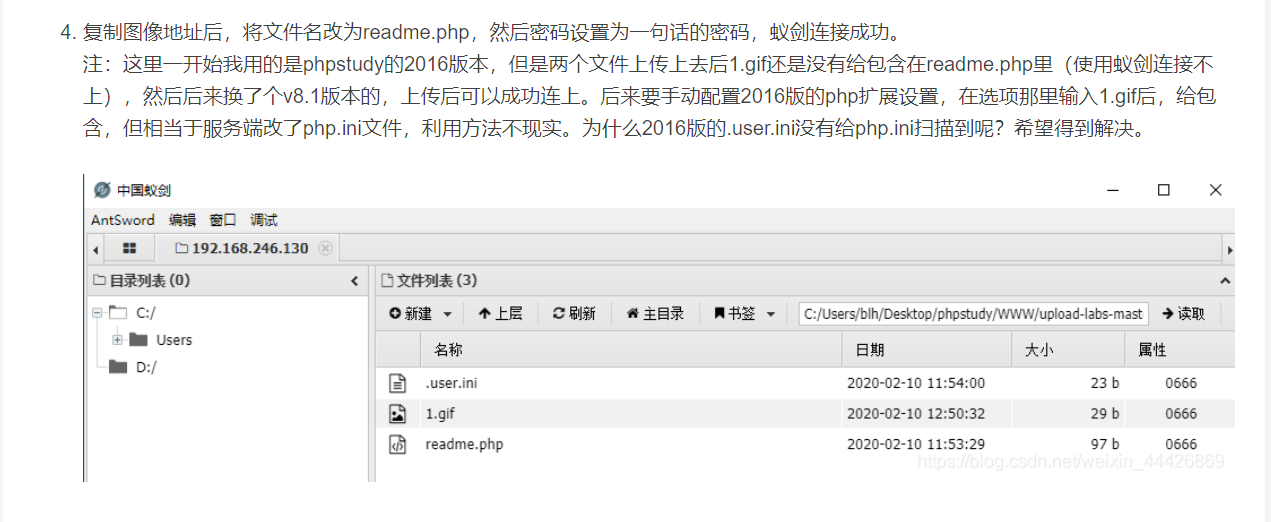 4. 复制图像地址后，将文件名改为readme.php，然后密码设置为一句话的密码，蚁剑连接成功。
注：这里一开始我用的是phpstudy的2016版本，但是两个文件上传上去后1.gif还是没有给包含在readme.php里（使用蚁剑连接不
上），然后后来换了个v8.1版本的，上传后可以成功连上。后来要手动配置2016版的php扩展设置，在选项那里输入1.gif后，给包
含，但相当于服务端改了php.ini文件，利用方法不现实。为什么2016版的.user.ini没有给php.ini扫描到呢？希望得到解决。
中国蚁剑
AntSword 编辑 窗口 调试
192.168.246.130
目录列表 (0)
文件列表 (3)
新建 上层 刷新 主目录 书签 C:/Users/blh/Desktop/phpstudy/WWW/upload-labs-mast 读取
C:/
Users
D:/
名称 日期 大小 属性
.user.ini 2020-02-10 11:54:00 23 b 0666
1.gif 2020-02-10 12:50:32 29 b 0666
readme.php 2020-02-10 11:53:29 97 b 0666
https://blog.csdn.net/weixin_44426869